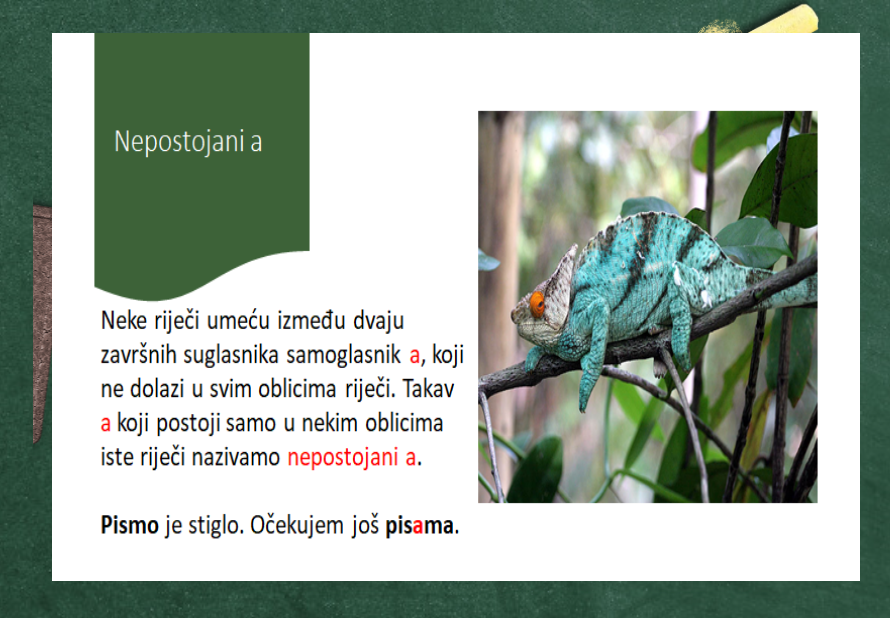 Nepostojani a
Neke riječi umeću između dvaju
završnih suglasnika samoglasnik a, koji
ne dolazi u svim oblicima riječi. Takav
a koji postoji samo u nekim oblicima
iste riječi nazivamo nepostojani a.
Pismo je stiglo. Očekujem još pisama.